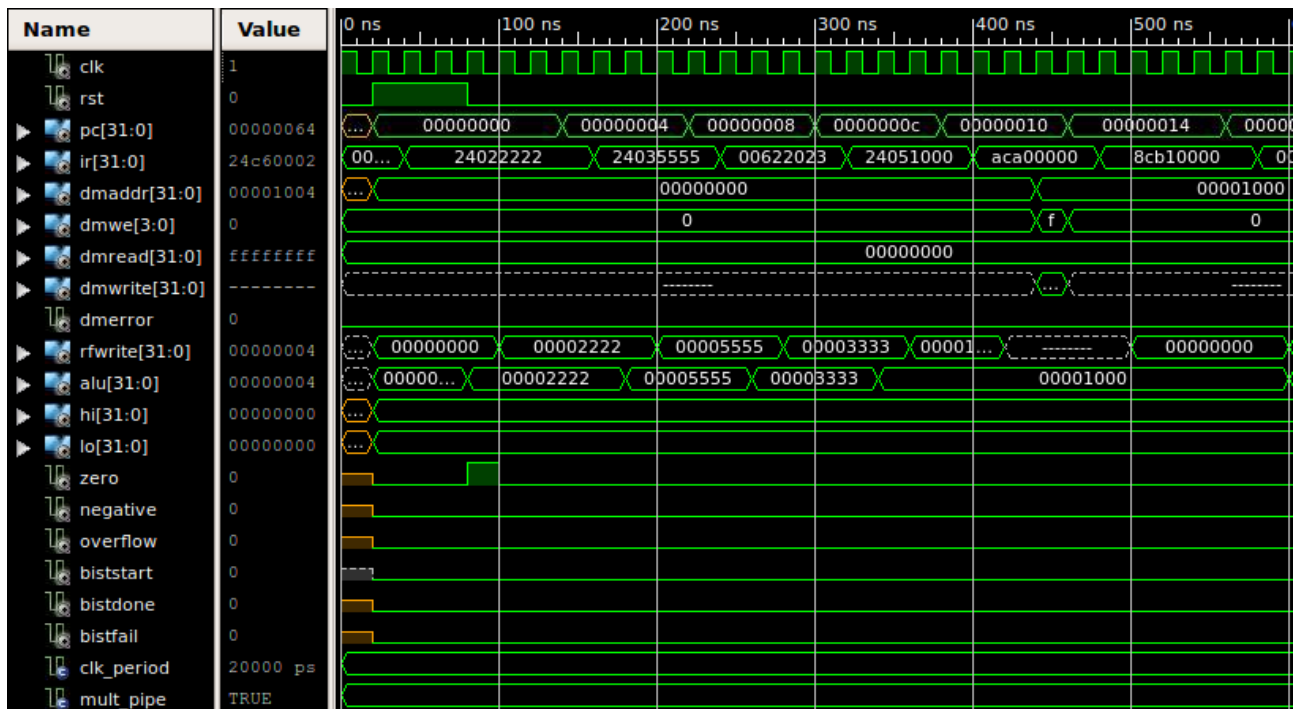 Name Value 0 ns 100 ns 200 ns 300 ns 400 ns 500 ns
clk 1
rst 0
pc[31:0] 00000064 ... 00000000 00000004 00000008 0000000c 00000010 00000014 0000
ir[31:0] 24c60002 00... 24022222 24035555 00622023 24051000 aca00000 8cb10000 00
dmaddr[31:0] 00001004 ... 00000000 00001000
dmwe[3:0] 0 0 f 0
dmread[31:0] ffffffff 00000000
dmwrite[31:0] -------- -------- ... --------
dmerror 0
rfwrite[31:0] 00000004 ... 00000000 00002222 00005555 00003333 00001... -------- 00000000
alu[31:0] 00000004 ... 00000... 00002222 00005555 00003333 00001000
hi[31:0] 00000000 ...
lo[31:0] 00000000 ...
zero 0
negative 0
overflow 0
biststart 0
bistdone 0
bistfail 0
clk_period 20000 ps
mult_pipe TRUE